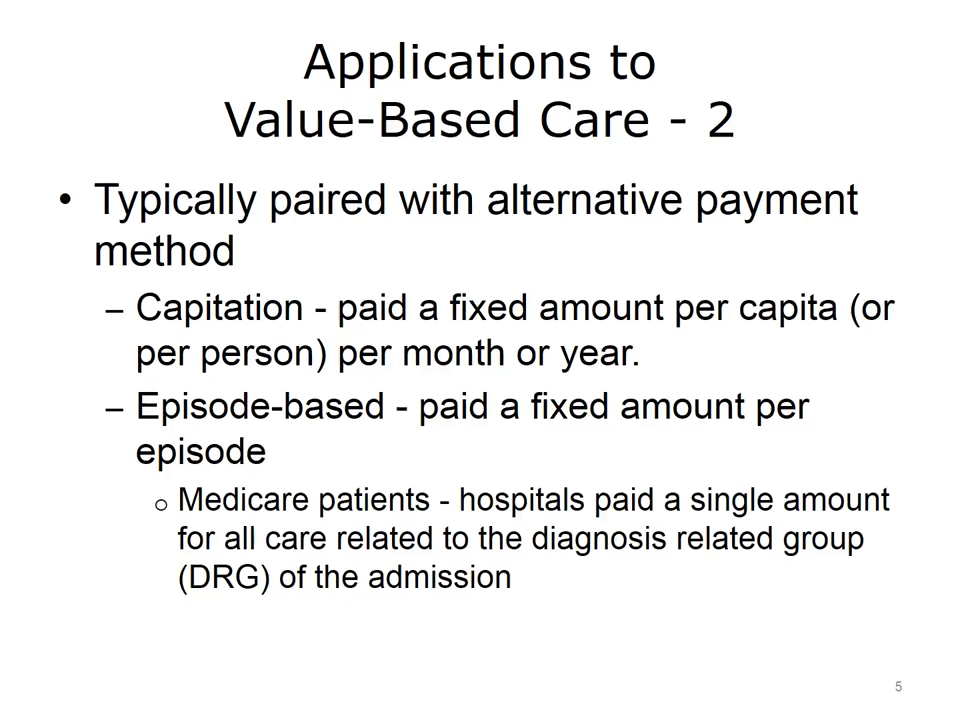 Applications to
Value-Based Care - 2
• Typically paired with alternative payment
method
– Capitation - paid a fixed amount per capita (or
per person) per month or year.
– Episode-based - paid a fixed amount per
episode
o Medicare patients - hospitals paid a single amount
for all care related to the diagnosis related group
(DRG) of the admission
5